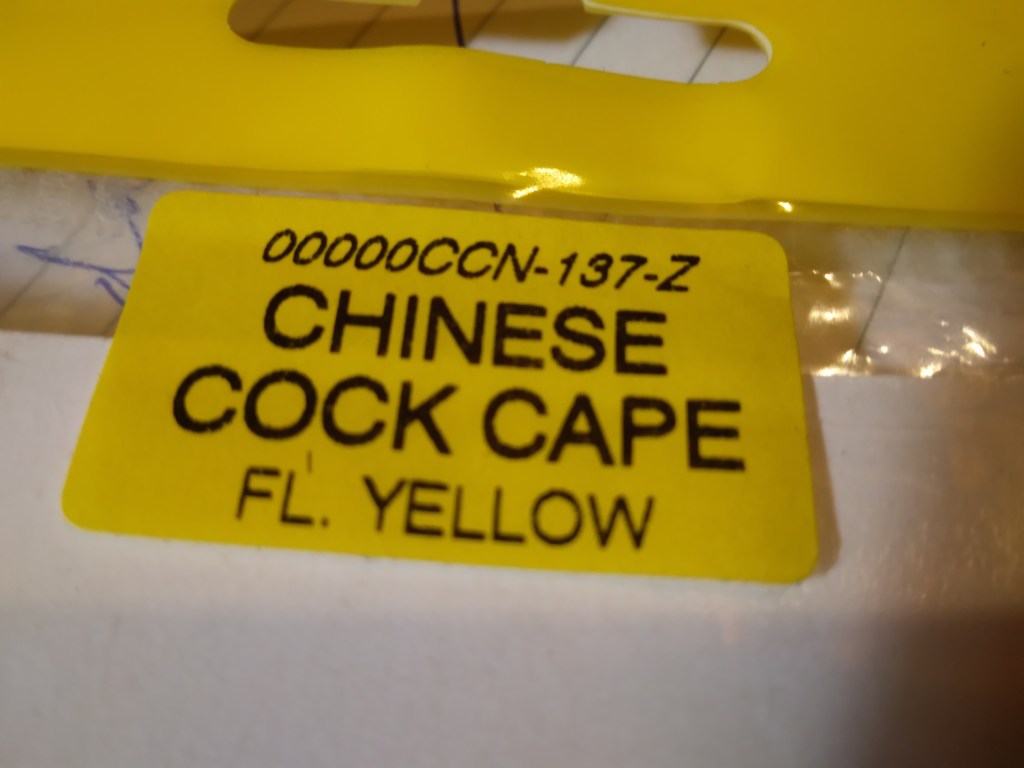 00000CCN-137-Z
CHINESE
COCK CAPE
FL. YELLOW